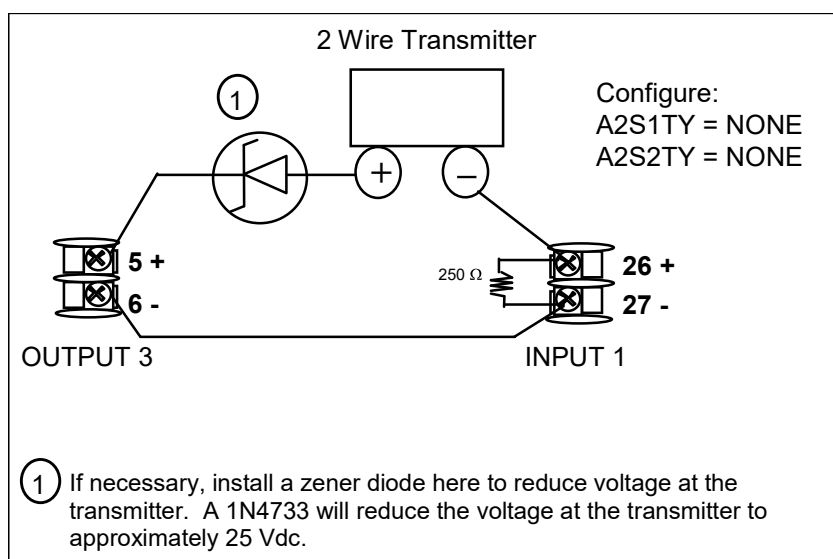 2 Wire Transmitter
1
Configure:
A2S1TY = NONE
A2S2TY = NONE
+
–
5 +
6 -
250 Ω
26 +
27 -
OUTPUT 3
INPUT 1
1
If necessary, install a zener diode here to reduce voltage at the
transmitter. A 1N4733 will reduce the voltage at the transmitter to
approximately 25 Vdc.